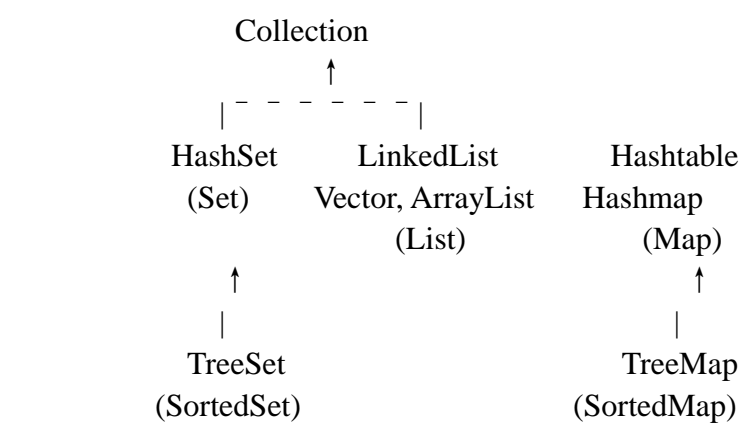 Collection
HashSet LinkedList Hashtable
(Set) Vector, ArrayList Hashmap
(List) (Map)
TreeSet TreeMap
(SortedSet) (SortedMap)